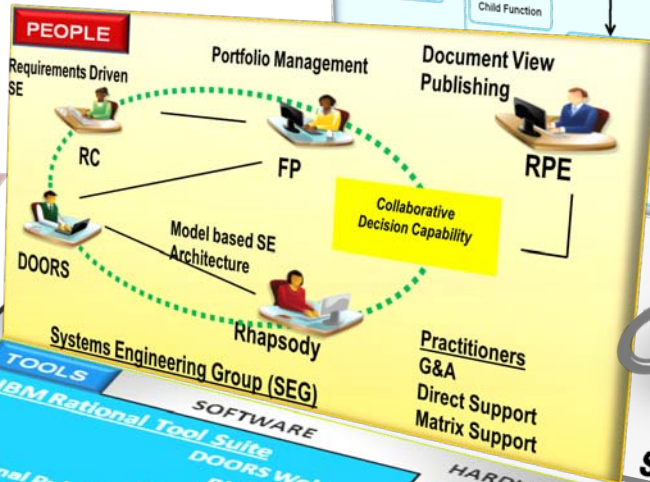 Child Function
PEOPLE
Requirements Driven
SE
Portfolio Management
Document View
Publishing
RC
FP
RPE
Collaborative
Decision Capability
Model based SE
Architecture
DOORS
Rhapsody
Systems Engineering Group (SEG)
Practitioners
G&A
Direct Support
Matrix Support
TOOLS
SOFTWARE
IBM Rational Tool Suite
DOORS